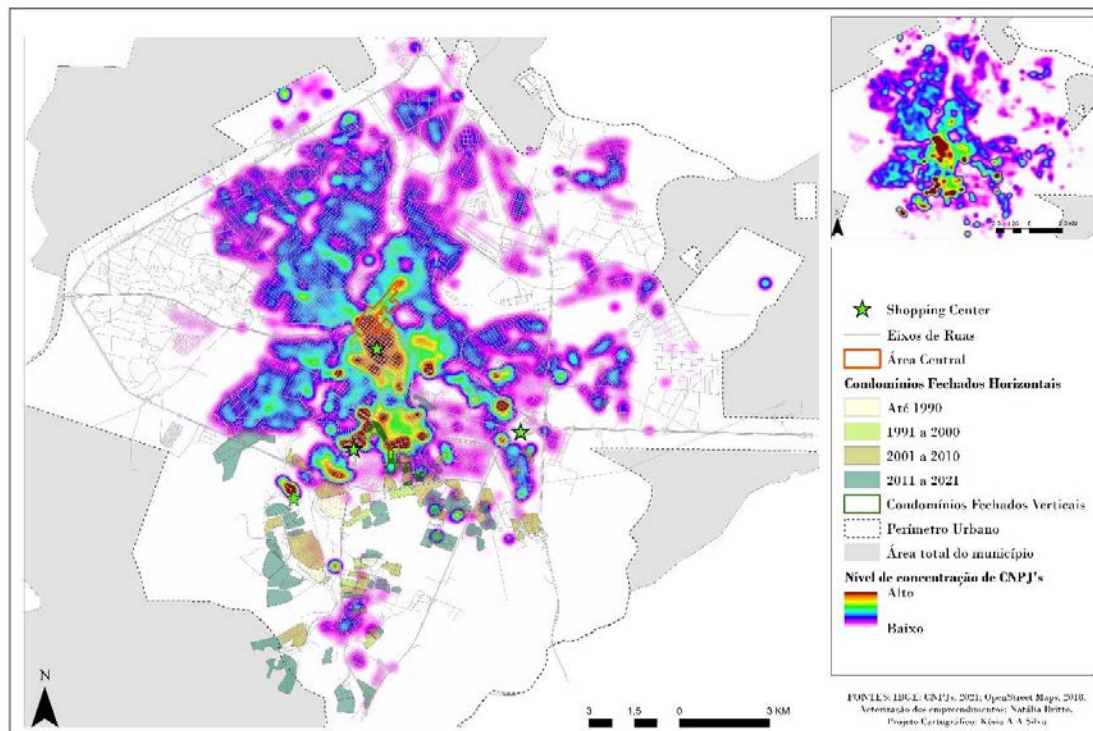 N
3 1,5 0 3 KM
N
Shopping Center
Eixos de Ruas
Área Central
Condomínios Fechados Horizontais
Até 1990
1991 a 2000
2001 a 2010
2011 a 2021
Condomínios Fechados Verticais
Perímetro Urbano
Área total do município
Nível de concentração de CNPJ's
Alto
Baixo
FONTES: IBGE; CNPJs, 2021; OpenStreet Maps, 2018.
Vetorização dos empreendimentos: Natália Britto.
Projeto Cartográfico: Késia A A Silva.